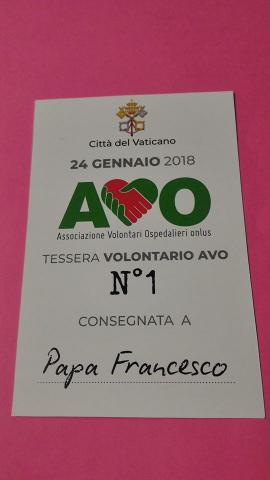 Città del Vaticano
24 GENNAIO 2018
AVO
Associazione Volontari Ospedalieri onlus
TESSERA VOLONTARIO AVO
N°1
CONSEGNATA A
Papa Francesco